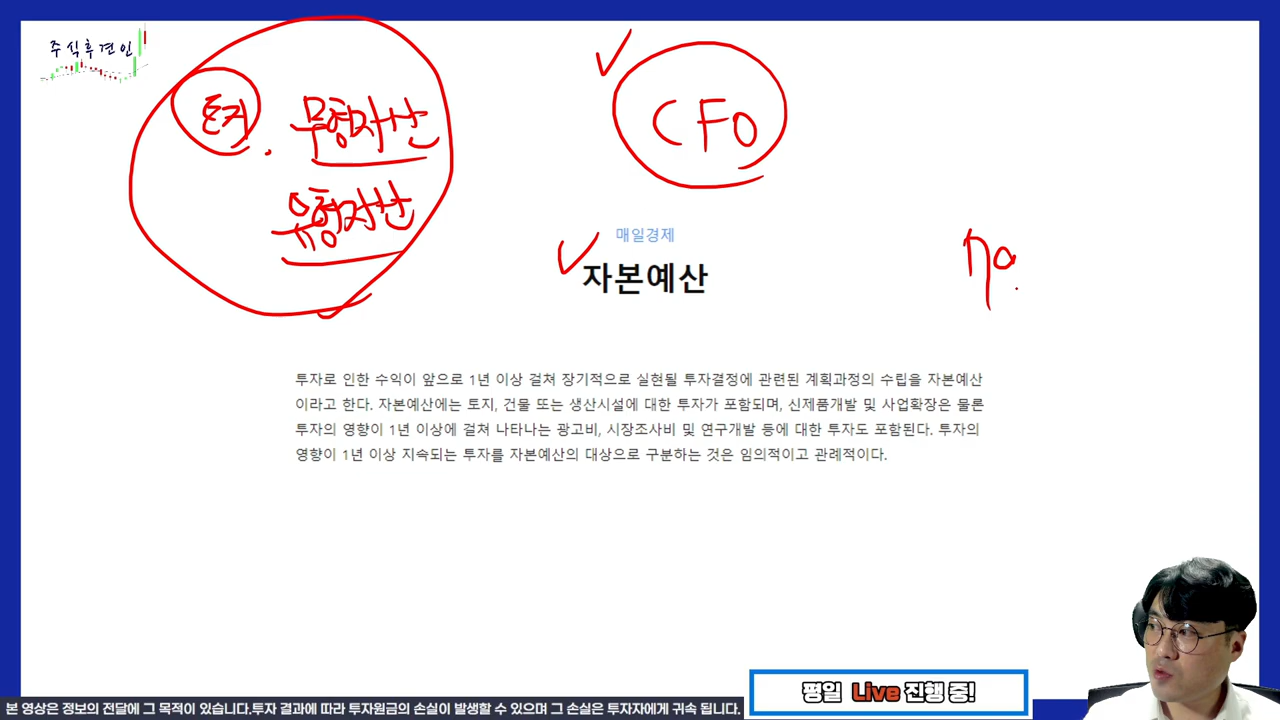 주식후견인
토지. 무형자산
유형자산
CFO
매일경제
자본예산
투자로 인한 수익이 앞으로 1년 이상 걸쳐 장기적으로 실현될 투자결정에 관련된 계획과정의 수립을 자본예산
이라고 한다. 자본예산에는 토지, 건물 또는 생산시설에 대한 투자가 포함되며, 신제품개발 및 사업확장은 물론
투자의 영향이 1년 이상에 걸쳐 나타나는 광고비, 시장조사비 및 연구개발 등에 대한 투자도 포함된다. 투자의
영향이 1년 이상 지속되는 투자를 자본예산의 대상으로 구분하는 것은 임의적이고 관례적이다.
평일 Live 진행 중!
본 영상은 정보의 전달에 그 목적이 있습니다.투자 결과에 따라 투자원금의 손실이 발생할 수 있으며 그 손실은 투자자에게 귀속 됩니다.